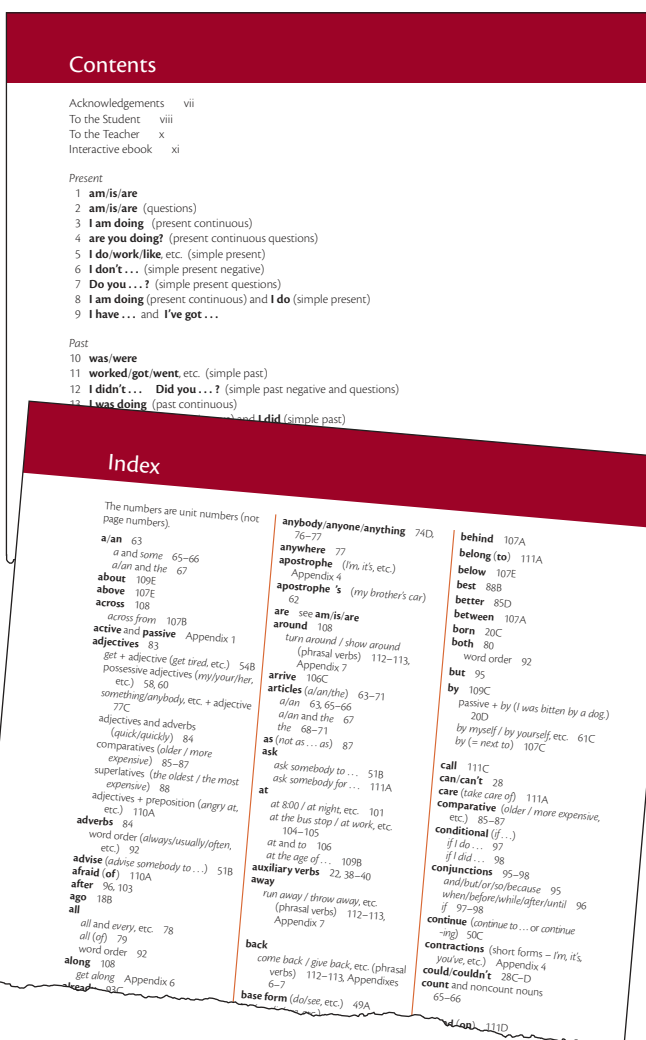 Contents
Acknowledgements vii
To the Student viii
To the Teacher x
Interactive ebook xi
Present
1 am/is/are
2 am/is/are (questions)
3 I am doing (present continuous)
4 are you doing? (present continuous questions)
5 I do/work/like, etc. (simple present)
6 I don't . . . (simple present negative)
7 Do you . . . ? (simple present questions)
8 I am doing (present continuous) and I do (simple present)
9 I have . . . and I've got . . .
Past
10 was/were
11 worked/got/went, etc. (simple past)
12 I didn't . . . Did you . . . ? (simple past negative and questions)
13 I was doing (past continuous)
and I did (simple past)
Index
The numbers are unit numbers (not
page numbers).
a/an 63
a and some 65–66
a/an and the 67
about 109E
above 107E
across 108
across from 107B
active and passive Appendix 1
adjectives 83
get + adjective (get tired, etc.) 54B
possessive adjectives (my/your/her,
etc.) 58, 60
something/anybody, etc. + adjective
77C
adjectives and adverbs
(quick/quickly) 84
comparatives (older / more
expensive) 85–87
superlatives (the oldest / the most
expensive) 88
adjectives + preposition (angry at,
etc.) 110A
adverbs 84
word order (always/usually/often,
etc.) 92
advise (advise somebody to . . .) 51B
afraid (of) 110A
after 96, 103
ago 18B
all
all and every, etc. 78
all (of) 79
word order 92
along 108
get along Appendix 6
already 93C
anybody/anyone/anything 74D,
76–77
anywhere 77
apostrophe (I'm, it's, etc.)
Appendix 4
apostrophe 's (my brother's car)
62
are see am/is/are
around 108
turn around / show around
(phrasal verbs) 112–113,
Appendix 7
arrive 106C
articles (a/an/the) 63–71
a/an 63, 65–66
a/an and the 67
the 68–71
as (not as . . . as) 87
ask
ask somebody to . . . 51B
ask somebody for . . . 111A
at
at 8:00 / at night, etc. 101
at the bus stop / at work, etc.
104–105
at and to 106
at the age of . . . 109B
auxiliary verbs 22, 38–40
away
run away / throw away, etc.
(phrasal verbs) 112–113,
Appendix 7
back
come back / give back, etc. (phrasal
verbs) 112–113, Appendixes
6–7
base form (do/see, etc.) 49A
behind 107A
belong (to) 111A
below 107E
best 88B
better 85D
between 107A
born 20C
both 80
word order 92
but 95
by 109C
passive + by (I was bitten by a dog.)
20D
by myself / by yourself, etc. 61C
by (= next to) 107C
call 111C
can/can't 28
care (take care of) 111A
comparative (older / more expensive,
etc.) 85–87
conditional (if . . .)
if I do . . . 97
if I did . . . 98
conjunctions 95–98
and/but/or/so/because 95
when/before/while/after/until 96
if 97–98
continue (continue to . . . or continue
-ing) 50C
contractions (short forms – I'm, it's,
you've, etc.) Appendix 4
could/couldn't 28C–D
count and noncount nouns
65–66
(on) 111D